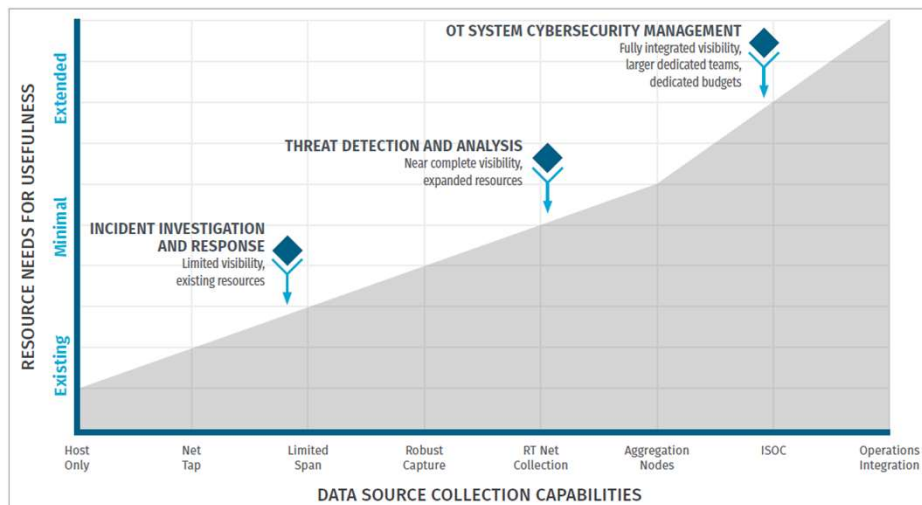 OT SYSTEM CYBERSECURITY MANAGEMENT
Fully integrated visibility,
larger dedicated teams,
dedicated budgets
THREAT DETECTION AND ANALYSIS
Near complete visibility,
expanded resources
INCIDENT INVESTIGATION
AND RESPONSE
Limited visibility,
existing resources
RESOURCE NEEDS FOR USEFULNESS
Extended
Minimal
Existing
Host
Only
Net
Tap
Limited
Span
Robust
Capture
RT Net
Collection
Aggregation
Nodes
ISOC
Operations
Integration
DATA SOURCE COLLECTION CAPABILITIES